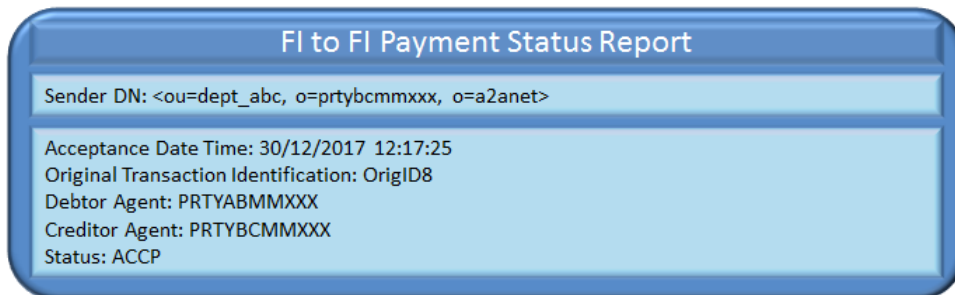 FI to FI Payment Status Report
Sender DN: <ou=dept_abc, o=prtybcmmxxx, o=a2anet>
Acceptance Date Time: 30/12/2017 12:17:25
Original Transaction Identification: OrigID8
Debtor Agent: PRTYABMMXXX
Creditor Agent: PRTYBCMMXXX
Status: ACCP